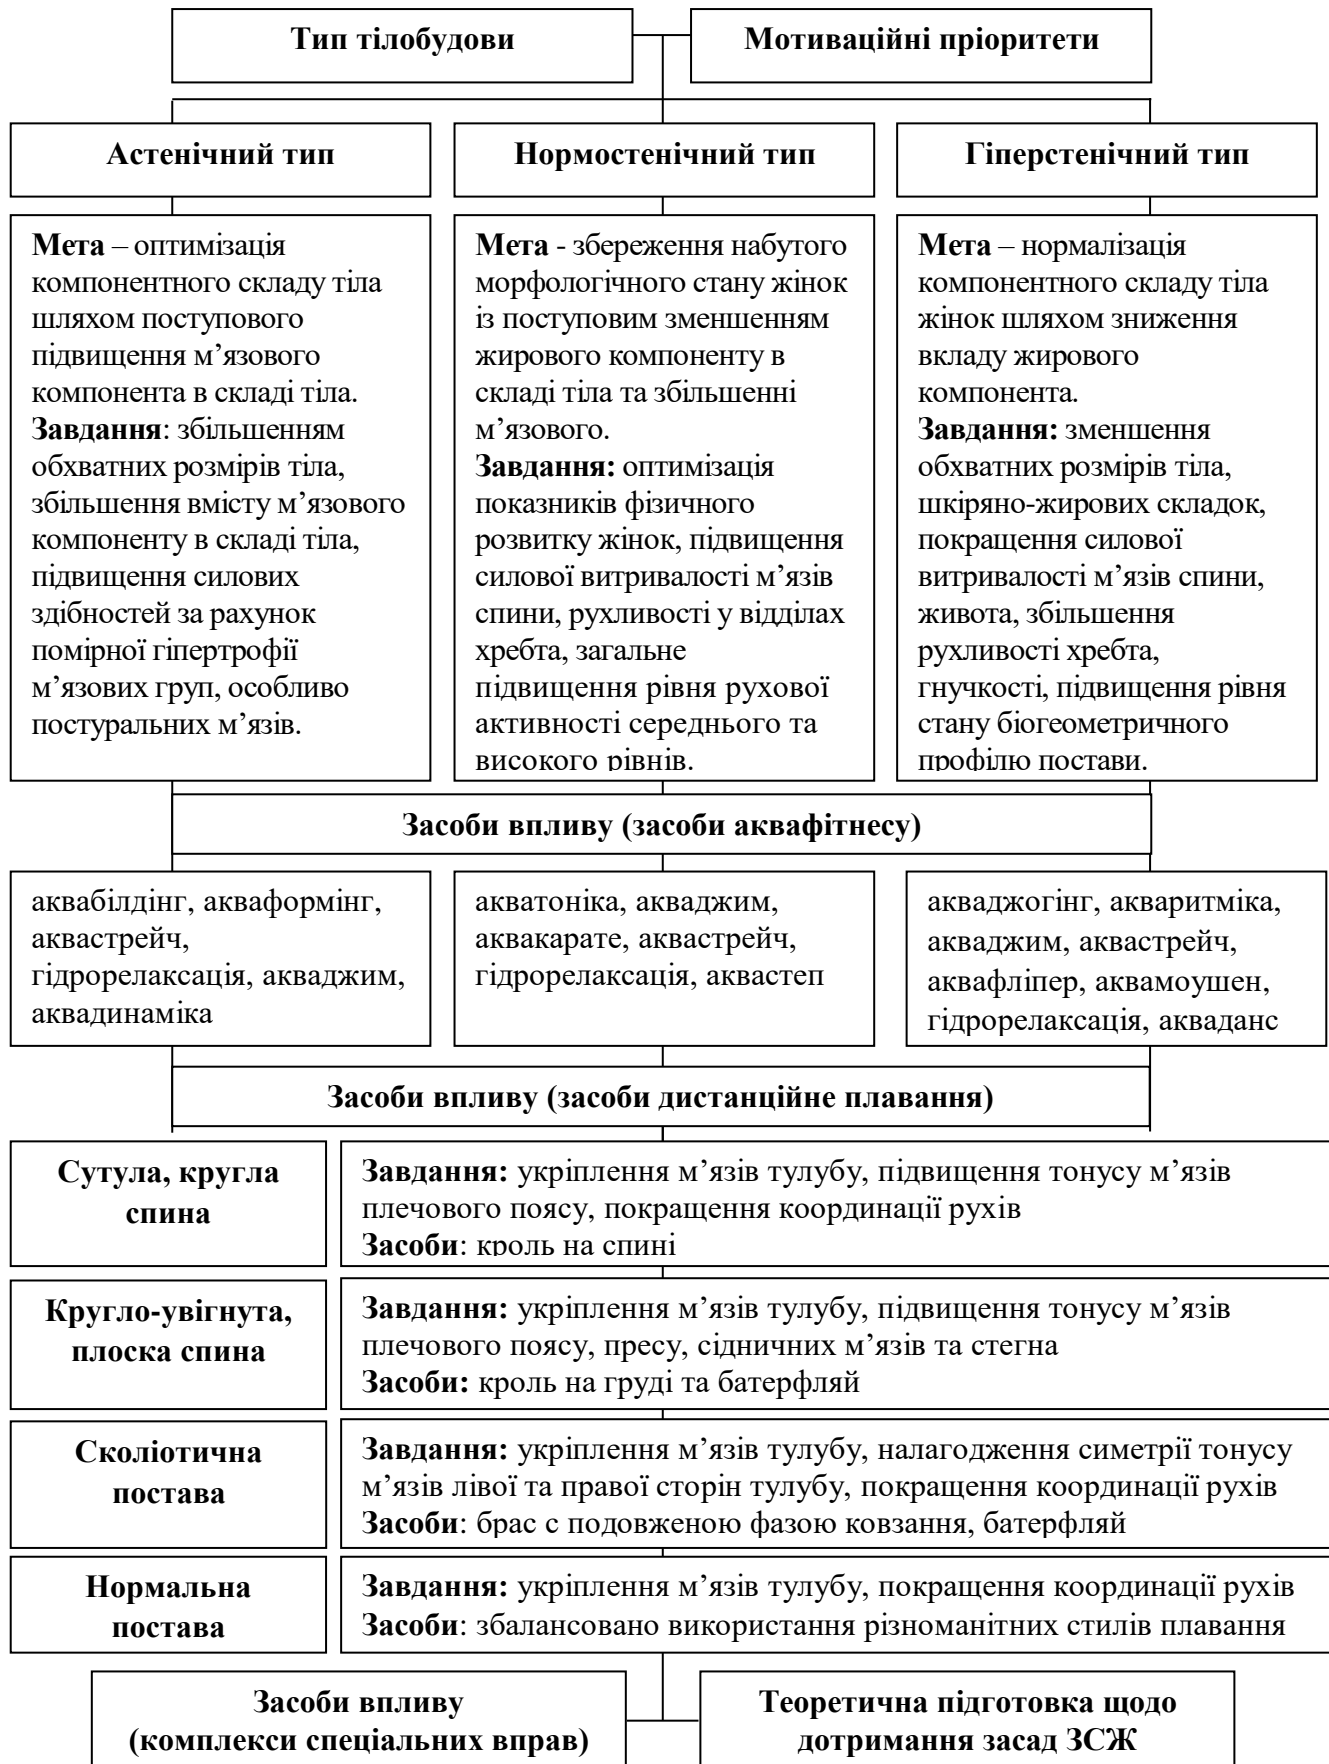 Тип тілобудови
Мотиваційні пріоритети
Астенічний тип
Нормостенічний тип
Гіперстенічний тип
Мета – оптимізація
компонентного складу тіла
шляхом поступового
підвищення м’язового
компонента в складі тіла.
Завдання: збільшенням
обхватних розмірів тіла,
збільшення вмісту м’язового
компоненту в складі тіла,
підвищення силових
здібностей за рахунок
помірної гіпертрофії
м’язових груп, особливо
постуральних м’язів.
Мета - збереження набутого
морфологічного стану жінок
із поступовим зменшенням
жирового компоненту в
складі тіла та збільшенні
м’язового.
Завдання: оптимізація
показників фізичного
розвитку жінок, підвищення
силової витривалості м’язів
спини, рухливості у відділах
хребта, загальне
підвищення рівня рухової
активності середнього та
високого рівнів.
Мета – нормалізація
компонентного складу тіла
жінок шляхом зниження
вкладу жирового
компонента.
Завдання: зменшення
обхватних розмірів тіла,
шкіряно-жирових складок,
покращення силової
витривалості м’язів спини,
живота, збільшення
рухливості хребта,
гнучкості, підвищення рівня
стану біогеометричного
профілю постави.
Засоби впливу (засоби аквафітнесу)
аквабілдінг, акваформінг,
аквастрейч,
гідрорелаксація, акваджим,
аквадинаміка
акватоніка, акваджим,
аквакарате, аквастрейч,
гідрорелаксація, аквастеп
акваджогінг, акваритміка,
акваджим, аквастрейч,
аквафліпер, аквамоушен,
гідрорелаксація, акваданс
Засоби впливу (засоби дистанційне плавання)
Сутула, кругла
спина
Завдання: укріплення м’язів тулубу, підвищення тонусу м’язів
плечового поясу, покращення координації рухів
Засоби: кроль на спині
Кругло-увігнута,
плоска спина
Завдання: укріплення м’язів тулубу, підвищення тонусу м’язів
плечового поясу, пресу, сідничних м’язів та стегна
Засоби: кроль на груді та батерфляй
Сколіотична
постава
Завдання: укріплення м’язів тулубу, налагодження симетрії тонусу
м’язів лівої та правої сторін тулубу, покращення координації рухів
Засоби: брас с подовженою фазою ковзання, батерфляй
Нормальна
постава
Завдання: укріплення м’язів тулубу, покращення координації рухів
Засоби: збалансовано використання різноманітних стилів плавання
Засоби впливу
(комплекси спеціальних вправ)
Теоретична підготовка щодо
дотримання засад ЗСЖ